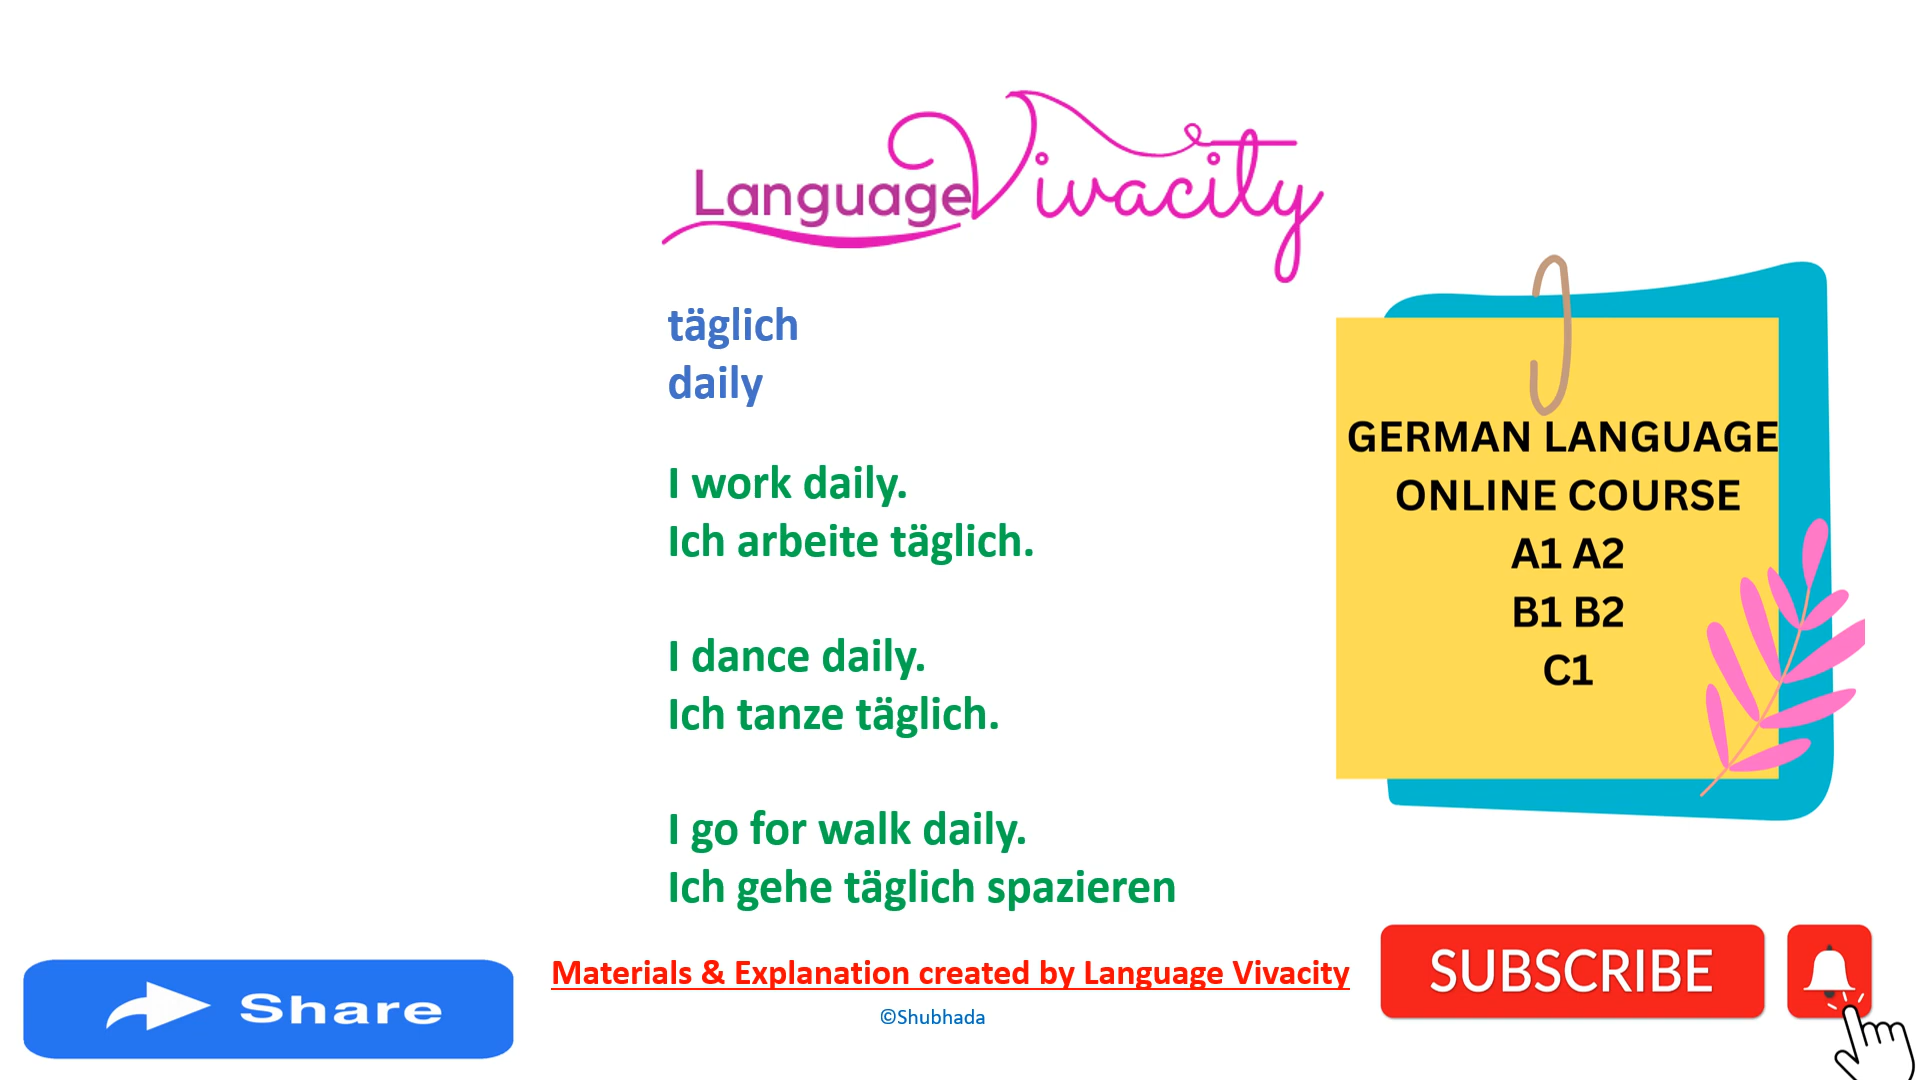 Language Vivacity
täglich
daily
I work daily.
Ich arbeite täglich.
I dance daily.
Ich tanze täglich.
I go for walk daily.
Ich gehe täglich spazieren
GERMAN LANGUAGE
ONLINE COURSE
A1 A2
B1 B2
C1
Share
Materials & Explanation created by Language Vivacity
©Shubhada
SUBSCRIBE